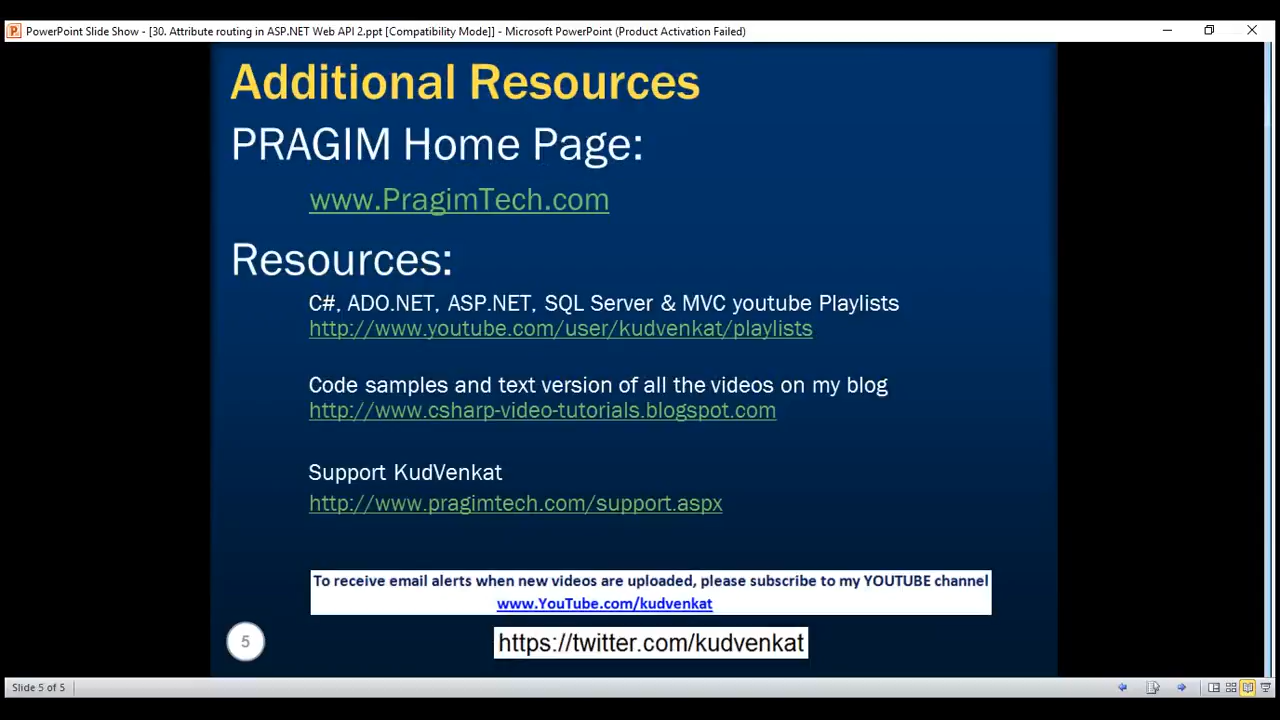 PowerPoint Slide Show - [30. Attribute routing in ASP.NET Web API 2.ppt [Compatibility Mode]] - Microsoft PowerPoint (Product Activation Failed)
Additional Resources
PRAGIM Home Page:
www.PragimTech.com
Resources:
C#, ADO.NET, ASP.NET, SQL Server & MVC youtube Playlists
http://www.youtube.com/user/kudvenkat/playlists
Code samples and text version of all the videos on my blog
http://www.csharp-video-tutorials.blogspot.com
Support KudVenkat
http://www.pragimtech.com/support.aspx
To receive email alerts when new videos are uploaded, please subscribe to my YOUTUBE channel
www.YouTube.com/kudvenkat
https://twitter.com/kudvenkat
5
Slide 5 of 5